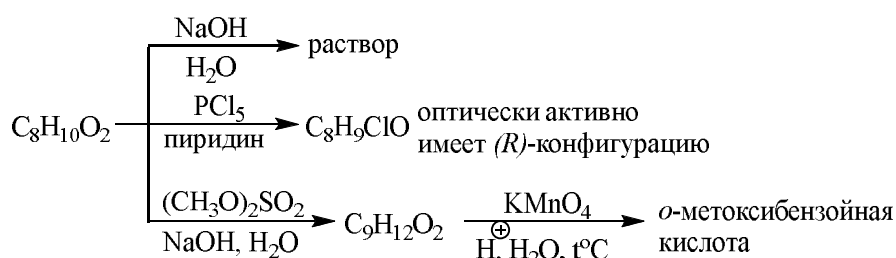 NaOH
H2O
раствор
C8H10O2
PCl5
пиридин
C8H9ClO
оптически активно
имеет (R)-конфигурацию
(CH3O)2SO2
NaOH, H2O
C9H12O2
KMnO4
H, H2O, t°C
⊕
о-метоксибензойная
кислота